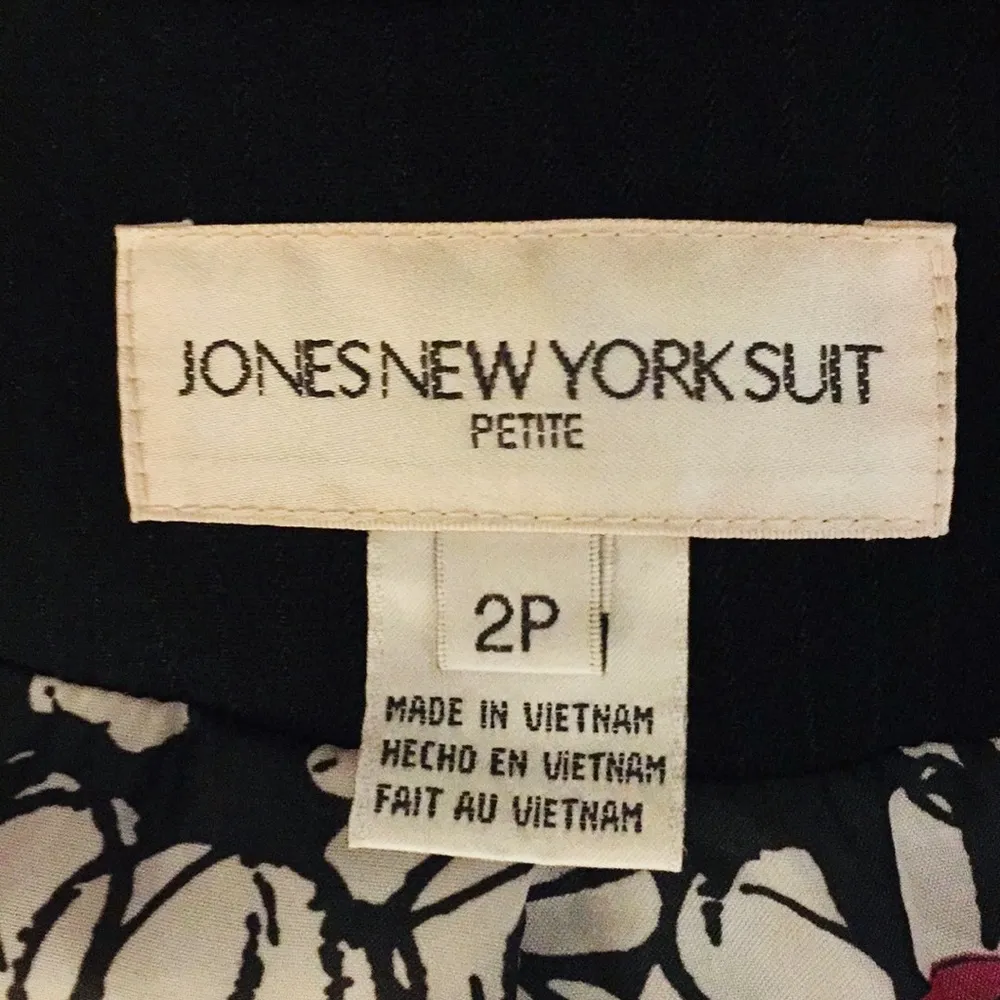 JONES NEW YORK SUIT
PETITE
2P
MADE IN VIETNAM
HECHO EN VIETNAM
FAIT AU VIETNAM